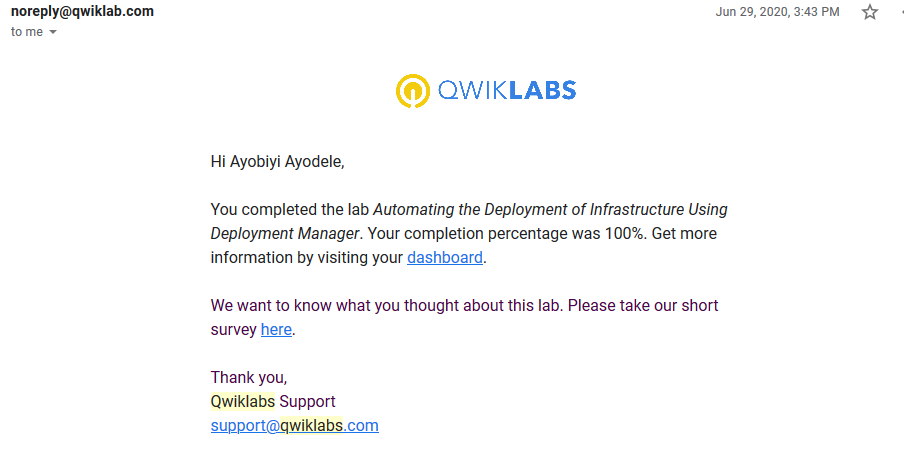 noreply@qwiklab.com
Jun 29, 2020, 3:43 PM
to me
QWIKLABS
Hi Ayobiyi Ayodele,
You completed the lab Automating the Deployment of Infrastructure Using
Deployment Manager. Your completion percentage was 100%. Get more
information by visiting your dashboard.
We want to know what you thought about this lab. Please take our short
survey here.
Thank you,
Qwiklabs Support
support@qwiklabs.com